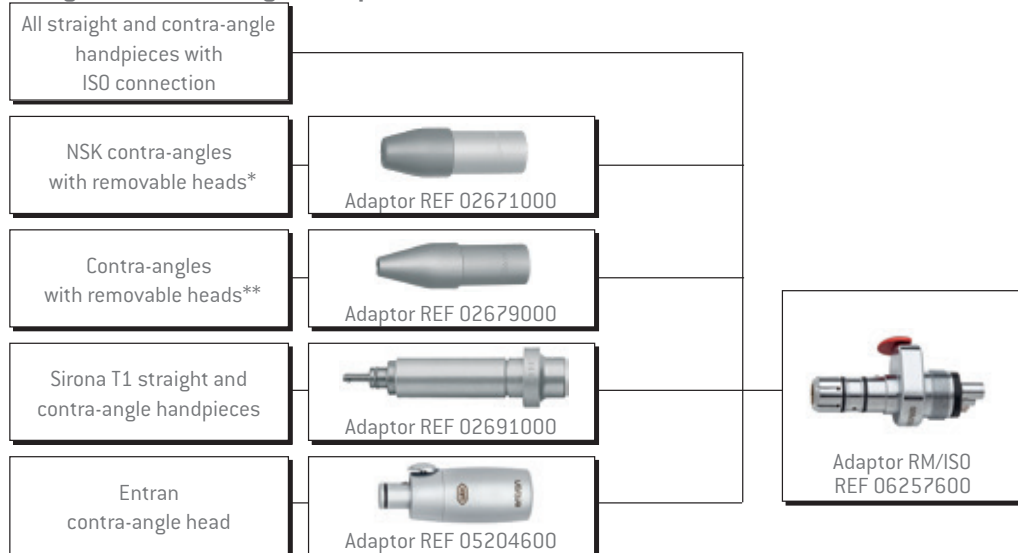 All straight and contra-angle
handpieces with
ISO connection
NSK contra-angles
with removable heads*
Adaptor REF 02671000
Contra-angles
with removable heads**
Adaptor REF 02679000
Sirona T1 straight and
contra-angle handpieces
Adaptor REF 02691000
Entran
contra-angle head
Adaptor REF 05204600
Adaptor RM/ISO
REF 06257600